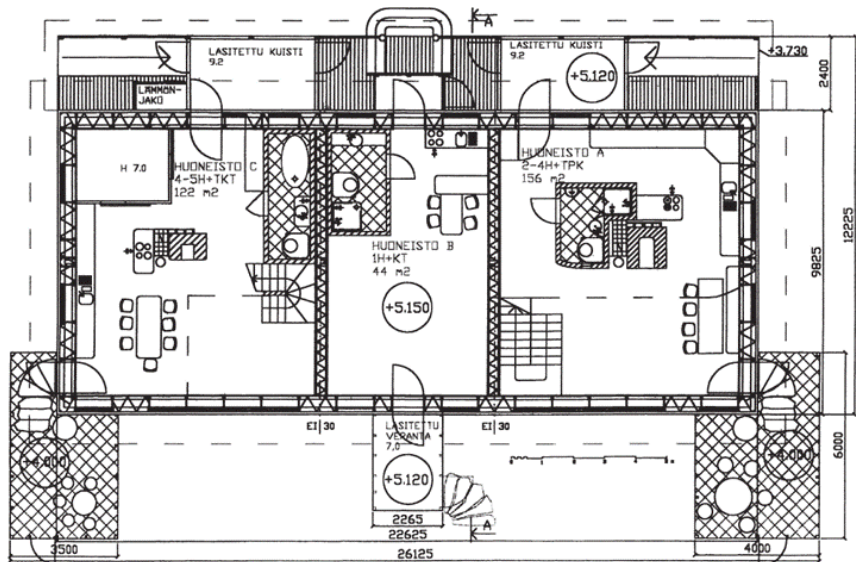 A
LASITETTU KUISTI
9.2
LASITETTU KUISTI
9.2
+3.730
+5.120
2400
LÄMMÖN-
JAKO
H 7.0
HUONEISTO C
4-5H+TKT
122 m2
HUONEISTO A
2-4H+TPK
156 m2
HUONEISTO B
1H+KT
44 m2
+5.150
9825
12225
EI 30
EI 30
LASITETTU
VERANTA
7.0
+4.000
+5.120
+4.000
6000
2265
A
22625
3500
4000
26125